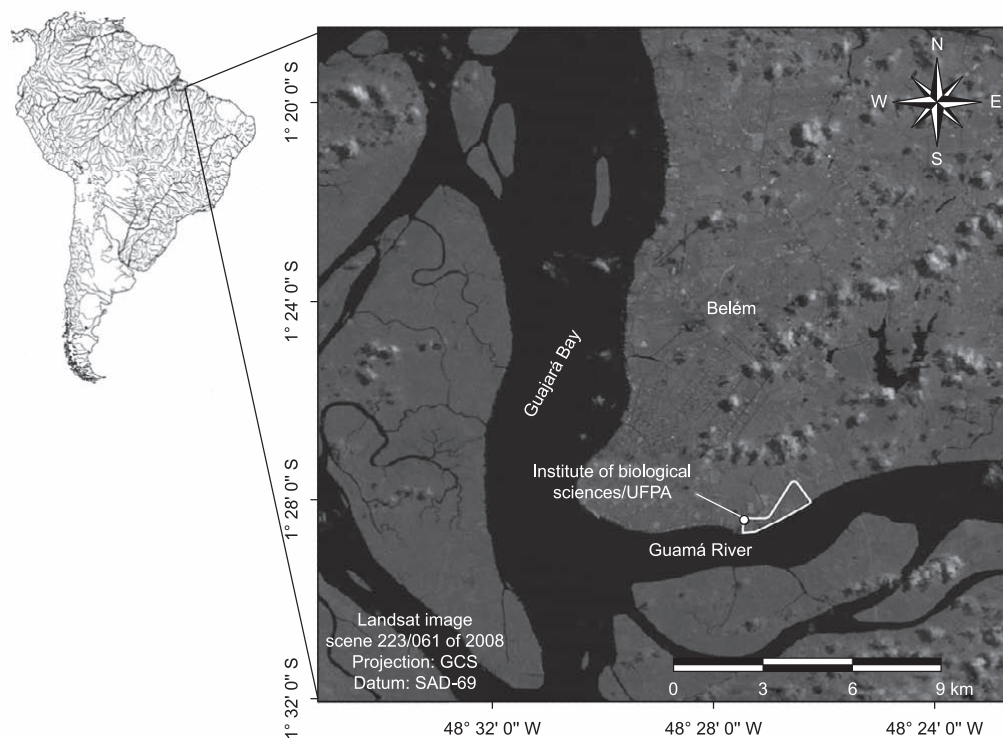 N
W E
S
1° 20' 0" S
1° 24' 0" S
1° 28' 0" S
1° 32' 0" S
Belém
Guajará Bay
Institute of biological
sciences/UFPA
Guamá River
Landsat image
scene 223/061 of 2008
Projection: GCS
Datum: SAD-69
0 3 6 9 km
48° 32' 0" W 48° 28' 0" W 48° 24' 0" W